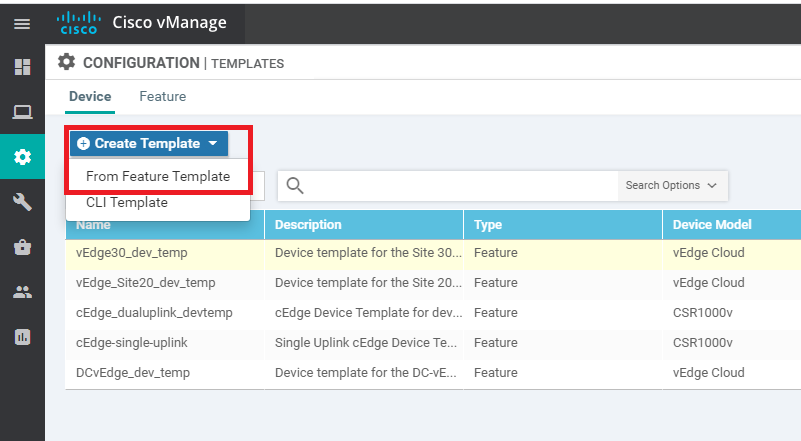 CISCO Cisco vManage
CONFIGURATION | TEMPLATES
Device Feature
Create Template
From Feature Template
CLI Template
Search Options
Name Description Type Device Model
vEdge30_dev_temp Device template for the Site 30... Feature vEdge Cloud
vEdge_Site20_dev_temp Device template for the Site 20... Feature vEdge Cloud
cEdge_dualuplink_devtemp cEdge Device Template for dev... Feature CSR1000v
cEdge-single-uplink Single Uplink cEdge Device Te... Feature CSR1000v
DCvEdge_dev_temp Device template for the DC-vE... Feature vEdge Cloud